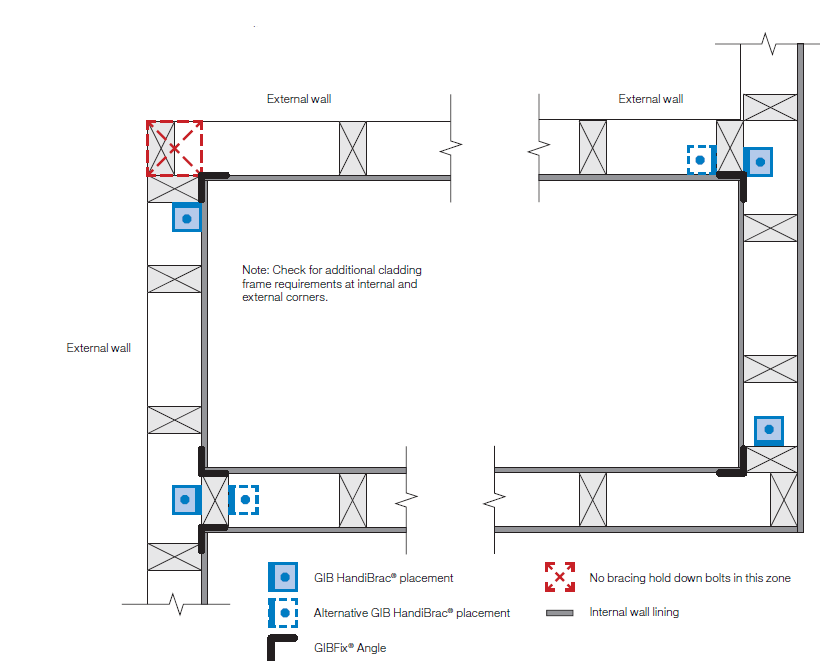 External wall
External wall
Note: Check for additional cladding
frame requirements at internal and
external corners.
External wall
GIB HandiBrac® placement
No bracing hold down bolts in this zone
Alternative GIB HandiBrac® placement
Internal wall lining
GIBFix® Angle